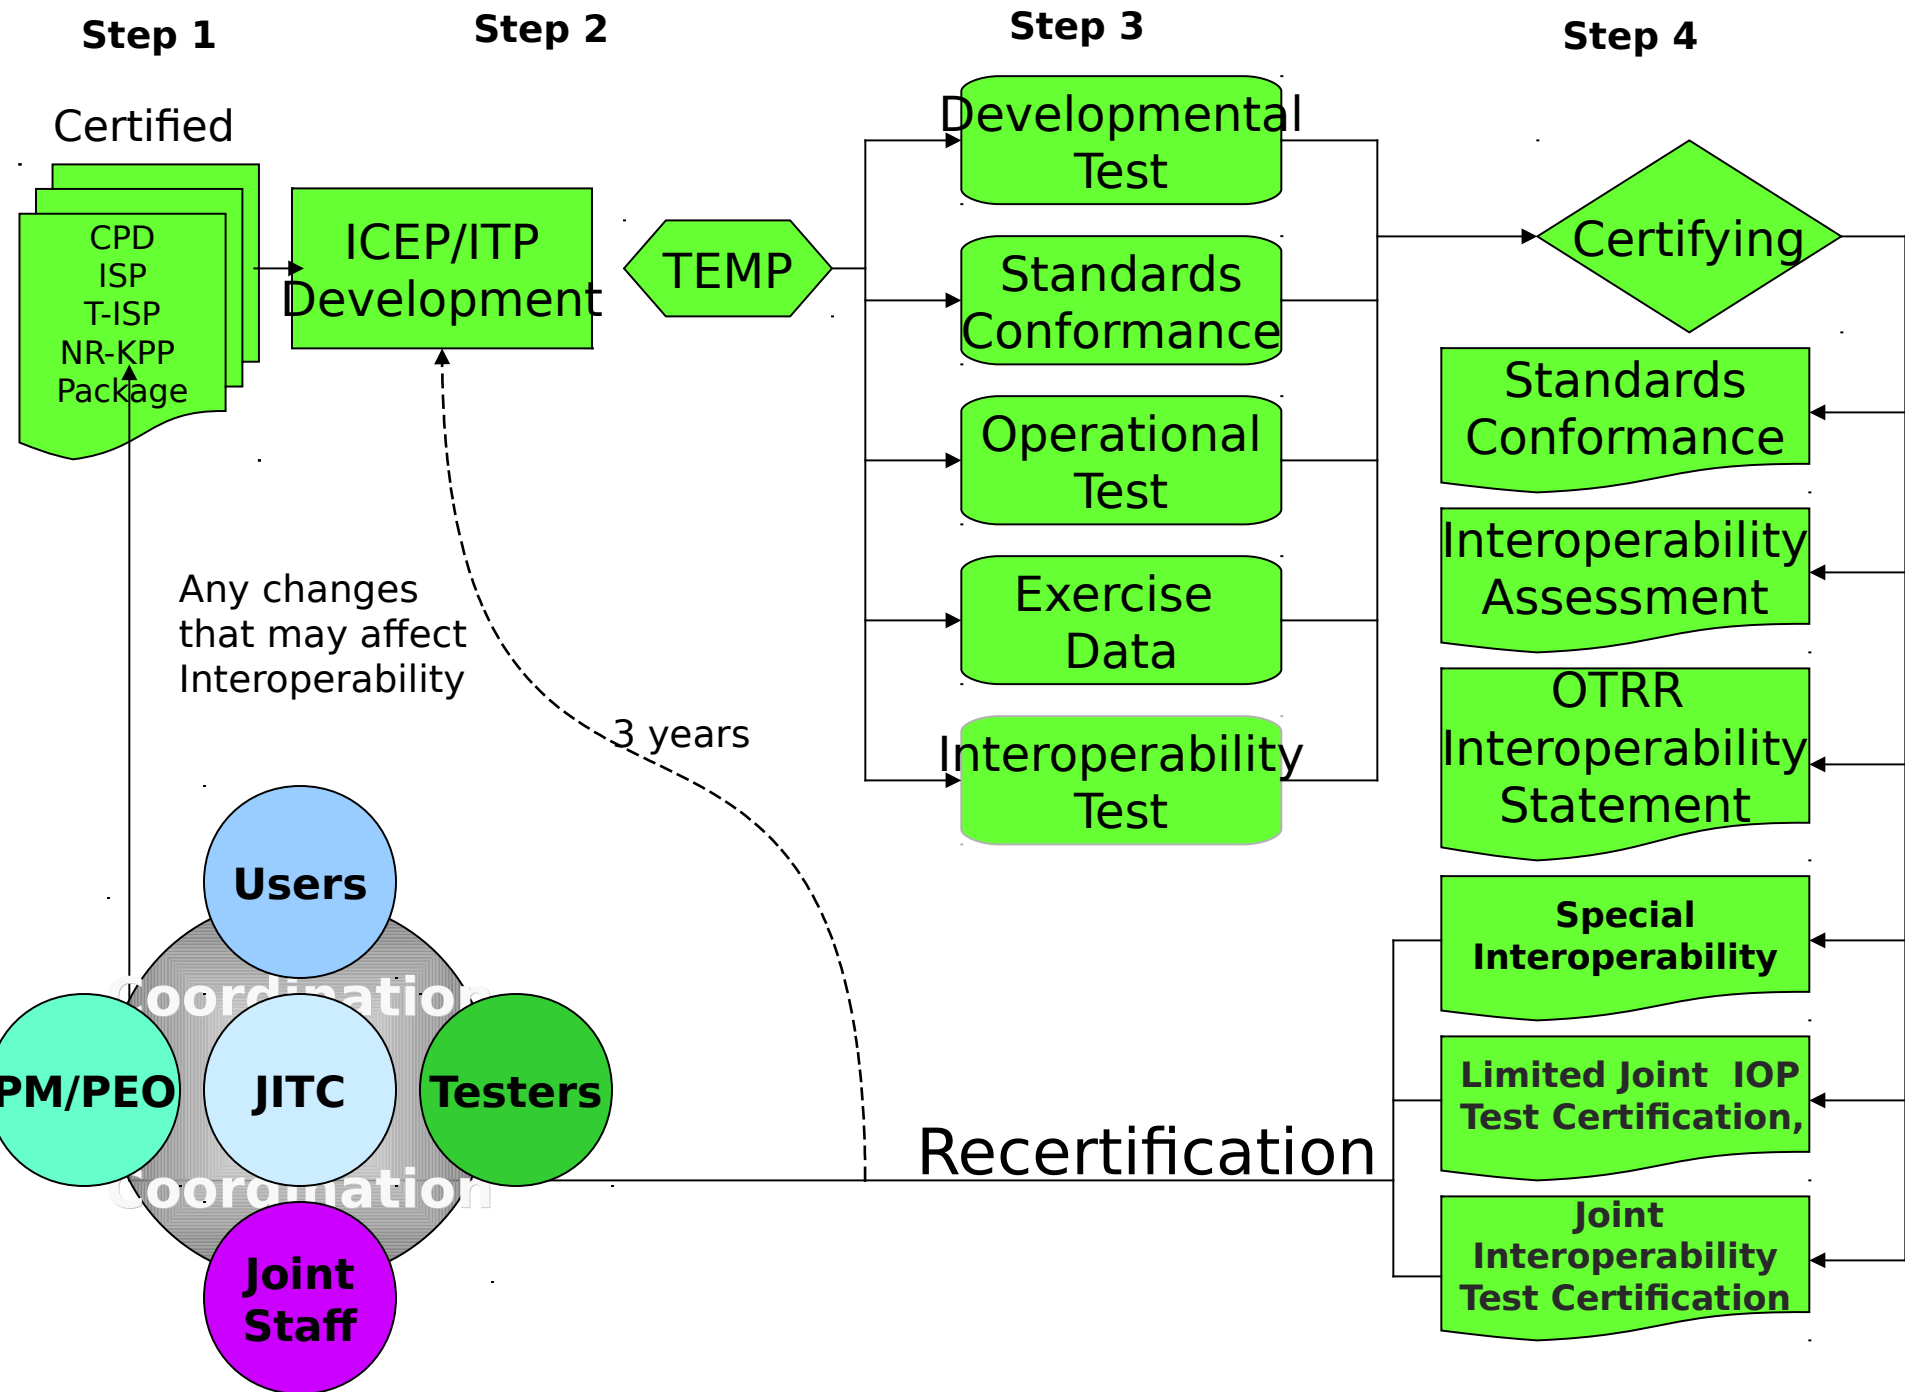 Step 1
Step 2
Step 3
Step 4
Certified
CPD
ISP
T-ISP
NR-KPP
Package
ICEP/ITP
Development
TEMP
Developmental
Test
Standards
Conformance
Operational
Test
Exercise
Data
Interoperability
Test
Certifying
Standards
Conformance
Interoperability
Assessment
OTRR
Interoperability
Statement
Special
Interoperability
Limited Joint  IOP
Test Certification,
Joint
Interoperability
Test Certification
Any changes
that may affect
Interoperability
3 years
Recertification
Users
Coordination
PM/PEO
JITC
Testers
Coordination
Joint
Staff